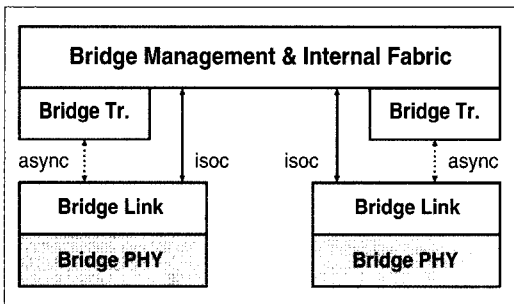 Bridge Management & Internal Fabric
Bridge Tr. Bridge Tr.
async isoc isoc async
Bridge Link Bridge Link
Bridge PHY Bridge PHY